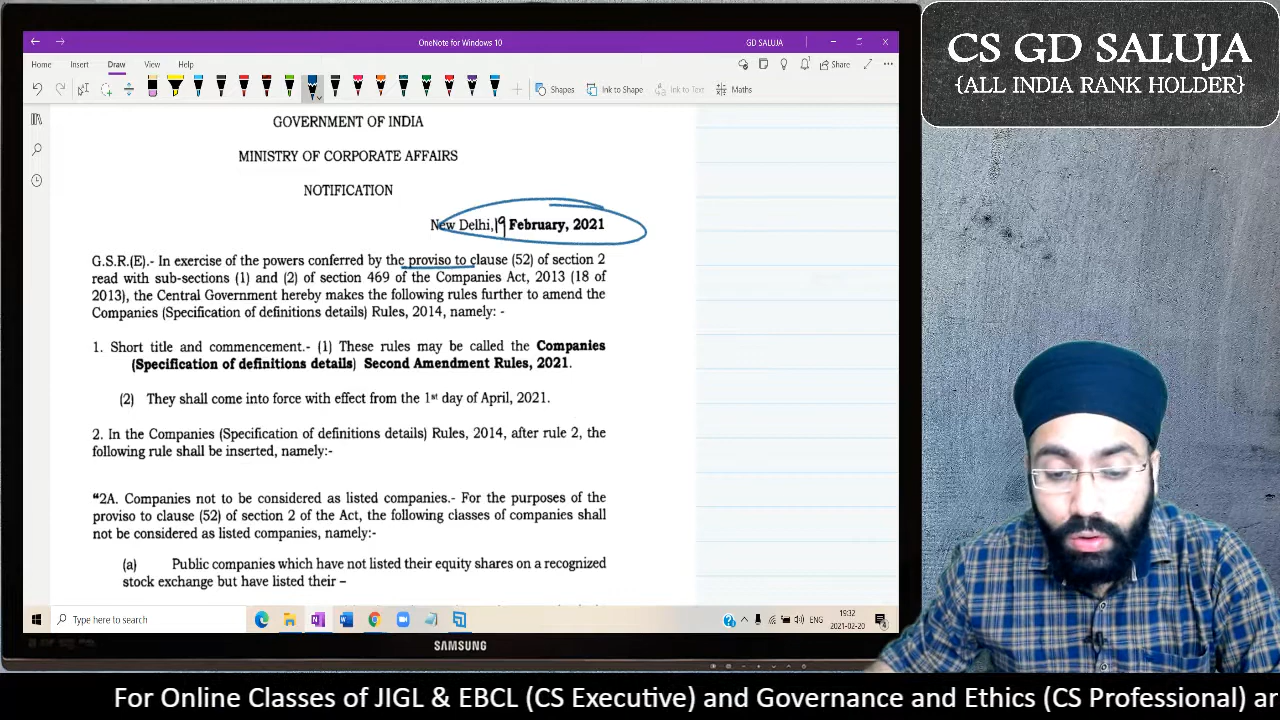 OneNote for Windows 10
GD SALUJA
Home Insert Draw View Help
Share
Shapes Ink to Shape Ink to Text Maths
GOVERNMENT OF INDIA
MINISTRY OF CORPORATE AFFAIRS
NOTIFICATION
New Delhi, 19 February, 2021
G.S.R.(E).- In exercise of the powers conferred by the proviso to clause (52) of section 2
read with sub-sections (1) and (2) of section 469 of the Companies Act, 2013 (18 of
2013), the Central Government hereby makes the following rules further to amend the
Companies (Specification of definitions details) Rules, 2014, namely: -
1. Short title and commencement.- (1) These rules may be called the Companies
(Specification of definitions details) Second Amendment Rules, 2021.
(2) They shall come into force with effect from the 1st day of April, 2021.
2. In the Companies (Specification of definitions details) Rules, 2014, after rule 2, the
following rule shall be inserted, namely:-
"2A. Companies not to be considered as listed companies.- For the purposes of the
proviso to clause (52) of section 2 of the Act, the following classes of companies shall
not be considered as listed companies, namely:-
(a) Public companies which have not listed their equity shares on a recognized
stock exchange but have listed their –
Type here to search
ENG
19:32
2021-02-20
SAMSUNG
CS GD SALUJA
{ALL INDIA RANK HOLDER}
For Online Classes of JIGL & EBCL (CS Executive) and Governance and Ethics (CS Professional) ar